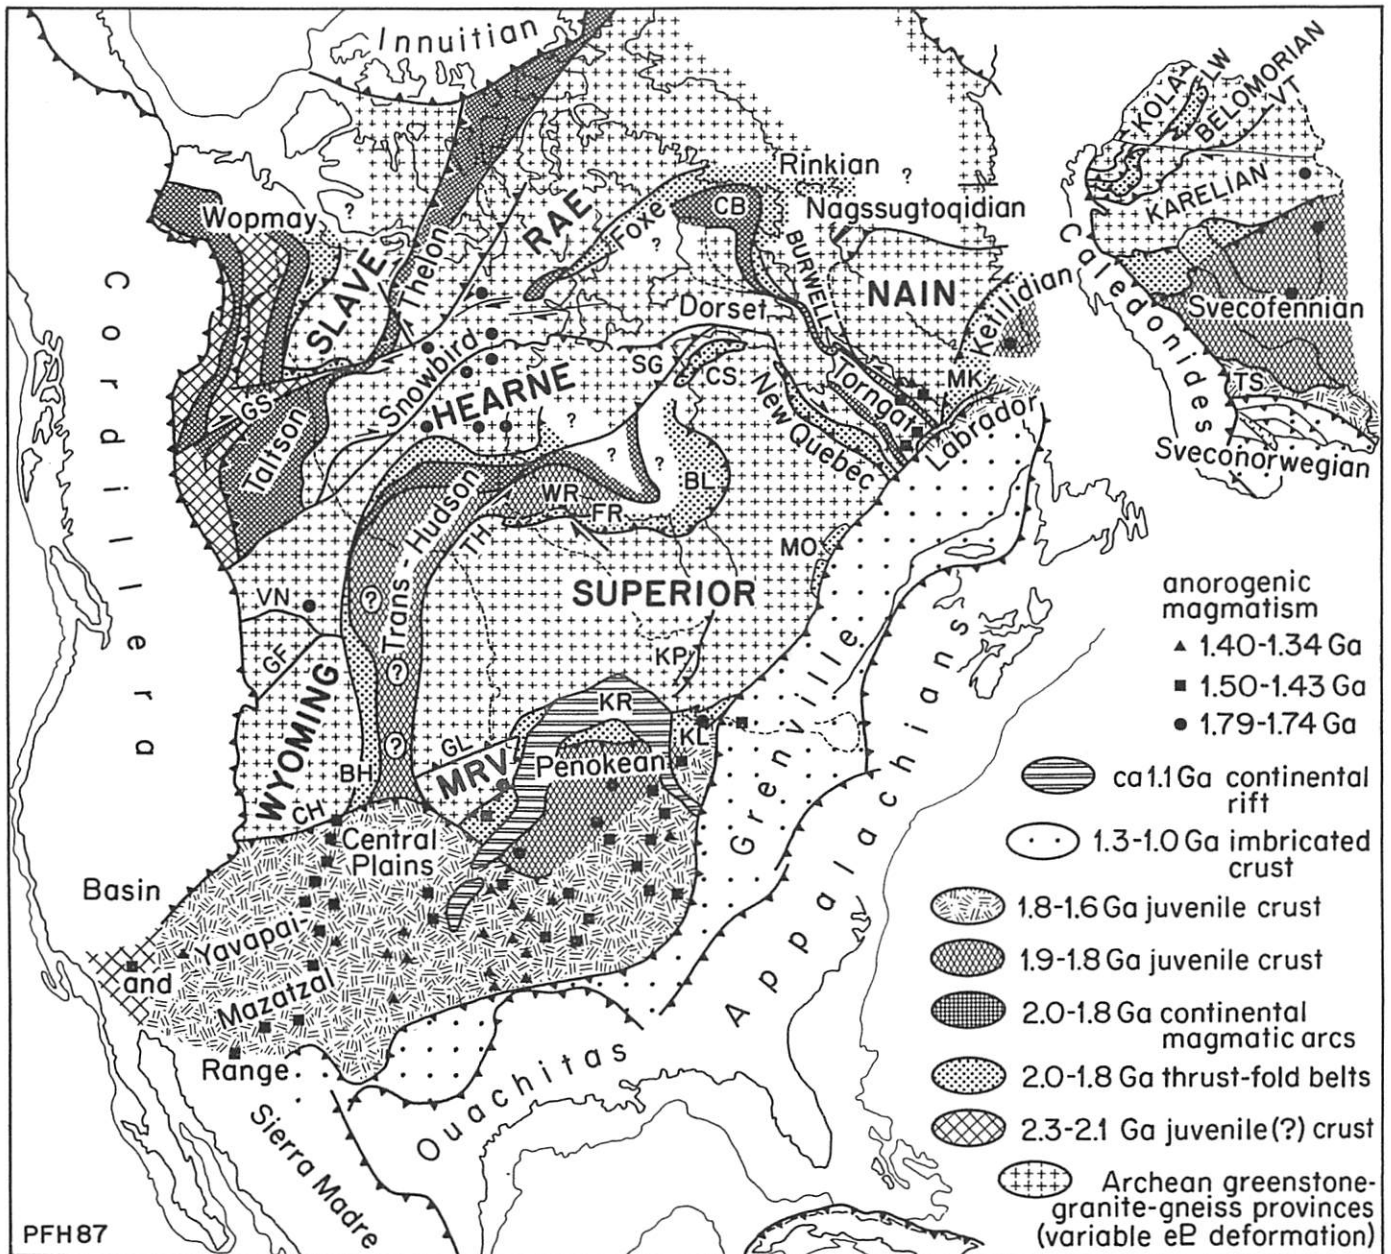 Innuitian
KOLA
LW
BELOMORIAN
VT
KARELIAN
Rinkian
?
CB
Nagssugtoqidian
Wopmay
?
RAE
Foxe
?
BURWELL
SLAVE
Thelon
NAIN
Ketilidian
Caledonides
Svecofennian
Cordillera
Dorset
Snowbird
HEARNE
SG
CS
New Quebec
Torngat
MK
Labrador
TS
Sveconorwegian
GS
Taltson
?
?
?
WR
FR
BL
Trans-Hudson
TH
MO
SUPERIOR
VN
GF
?
?
?
KP
WYOMING
BH
CH
GL
MRV
KR
KL
Penokean
Grenville
Appalachians
Central
Plains
Basin
and
Range
Yavapai-
Mazatzal
Ouachitas
Sierra Madre
anorogenic
magmatism
1.40-1.34 Ga
1.50-1.43 Ga
1.79-1.74 Ga
ca 1.1 Ga continental
rift
1.3-1.0 Ga imbricated
crust
1.8-1.6 Ga juvenile crust
1.9-1.8 Ga juvenile crust
2.0-1.8 Ga continental
magmatic arcs
2.0-1.8 Ga thrust-fold belts
2.3-2.1 Ga juvenile(?) crust
Archean greenstone-
granite-gneiss provinces
(variable eP deformation)
PFH87